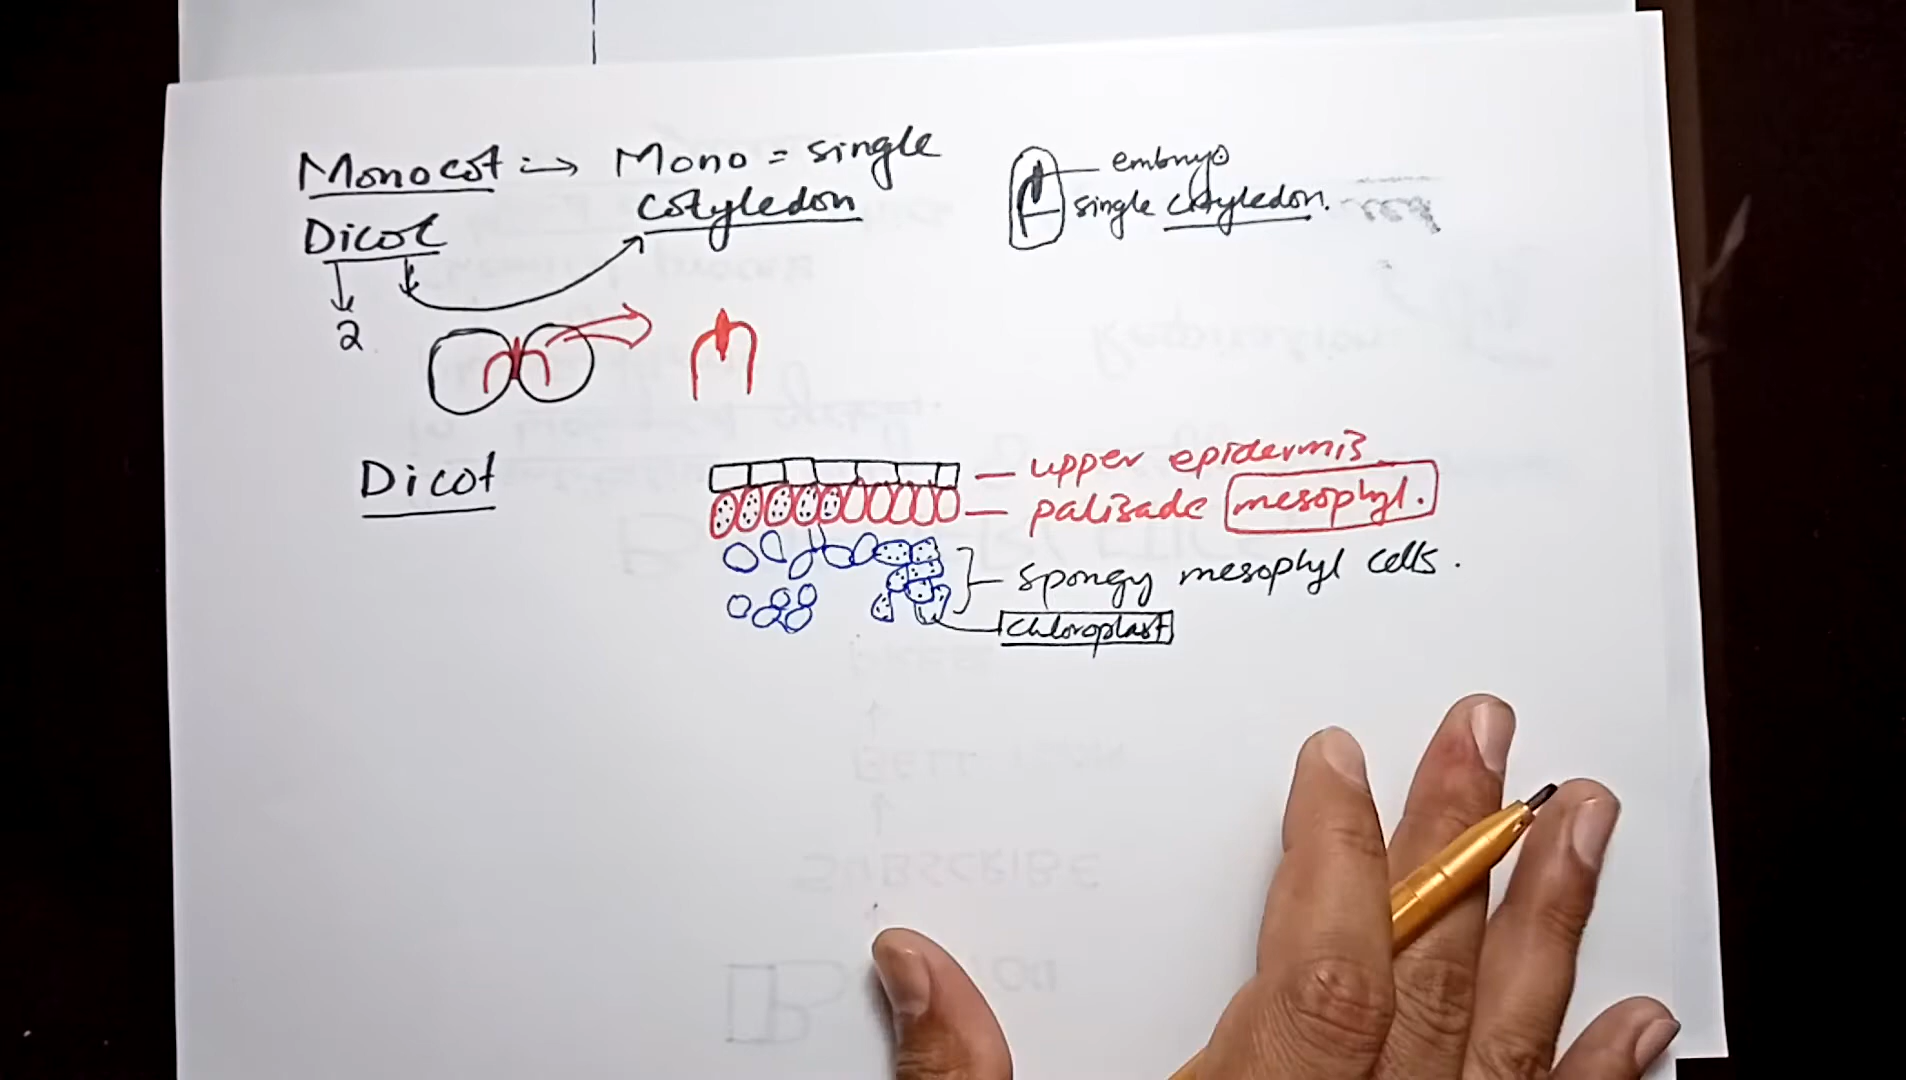 Monocot :→ Mono = single
cotyledon
Dicot
2
embryo
single cotyledon.
Dicot
upper epidermis
palisade mesophyl.
spongy mesophyl cells.
chloroplast